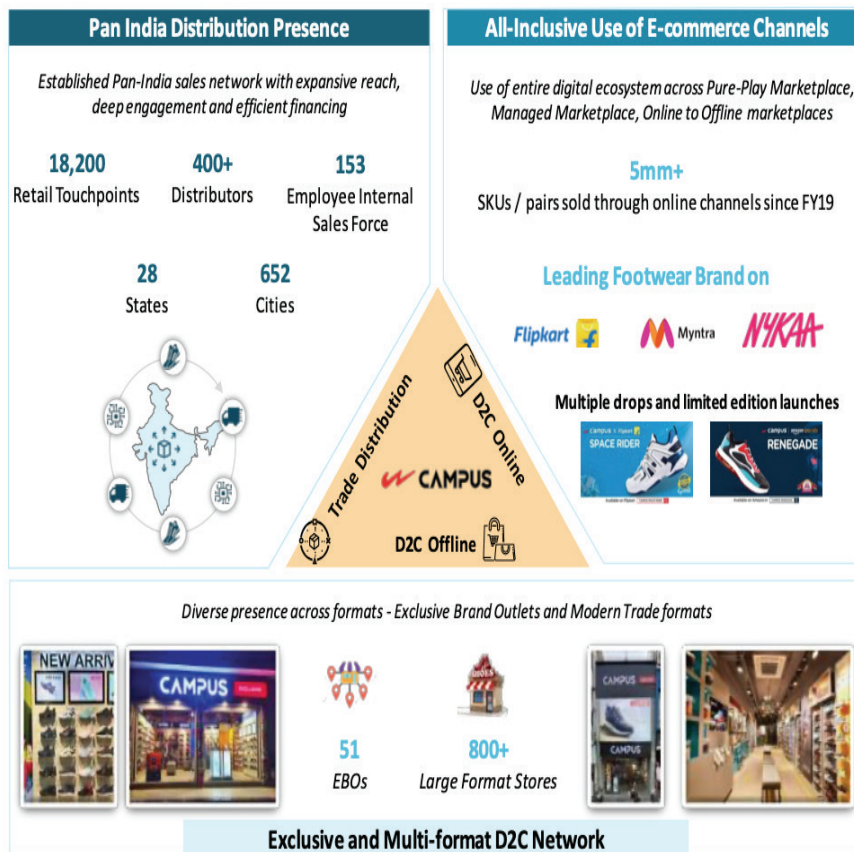 Pan India Distribution Presence
Established Pan-India sales network with expansive reach,
deep engagement and efficient financing
18,200
Retail Touchpoints
400+
Distributors
153
Employee Internal
Sales Force
28
States
652
Cities
All-Inclusive Use of E-commerce Channels
Use of entire digital ecosystem across Pure-Play Marketplace,
Managed Marketplace, Online to Offline marketplaces
5mm+
SKUs / pairs sold through online channels since FY19
Leading Footwear Brand on
Flipkart
Myntra
NYKAA
Multiple drops and limited edition launches
campus x Flipkart
SPACE RIDER
campus
RENEGADE
Trade Distribution
D2C Online
CAMPUS
D2C Offline
Diverse presence across formats - Exclusive Brand Outlets and Modern Trade formats
NEW ARRIV
CAMPUS
SHOES
CAMPUS
CAMPUS
51
EBOs
800+
Large Format Stores
Exclusive and Multi-format D2C Network